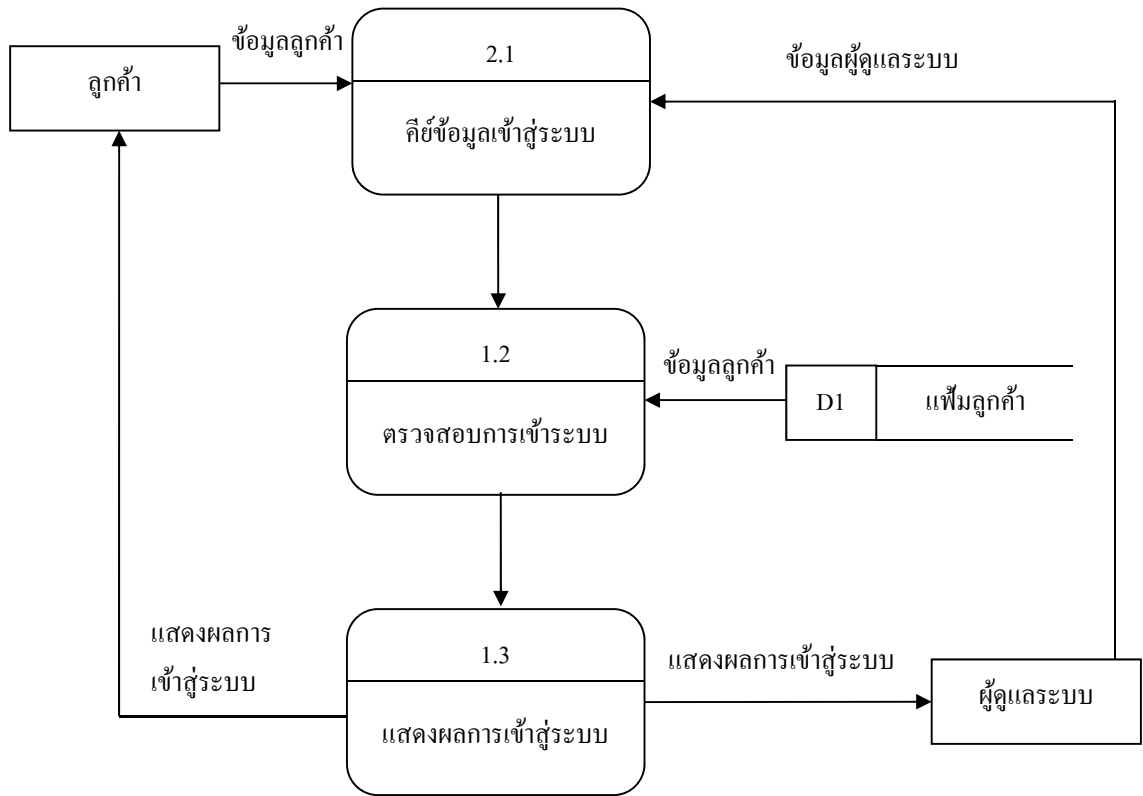 ข้อมูลลูกค้า
2.1
ข้อมูลผู้ดูแลระบบ
ลูกค้า
คีย์ข้อมูลเข้าสู่ระบบ
1.2
ข้อมูลลูกค้า
D1
แฟ้มลูกค้า
ตรวจสอบการเข้าระบบ
แสดงผลการ
เข้าสู่ระบบ
1.3
แสดงผลการเข้าสู่ระบบ
ผู้ดูแลระบบ
แสดงผลการเข้าสู่ระบบ